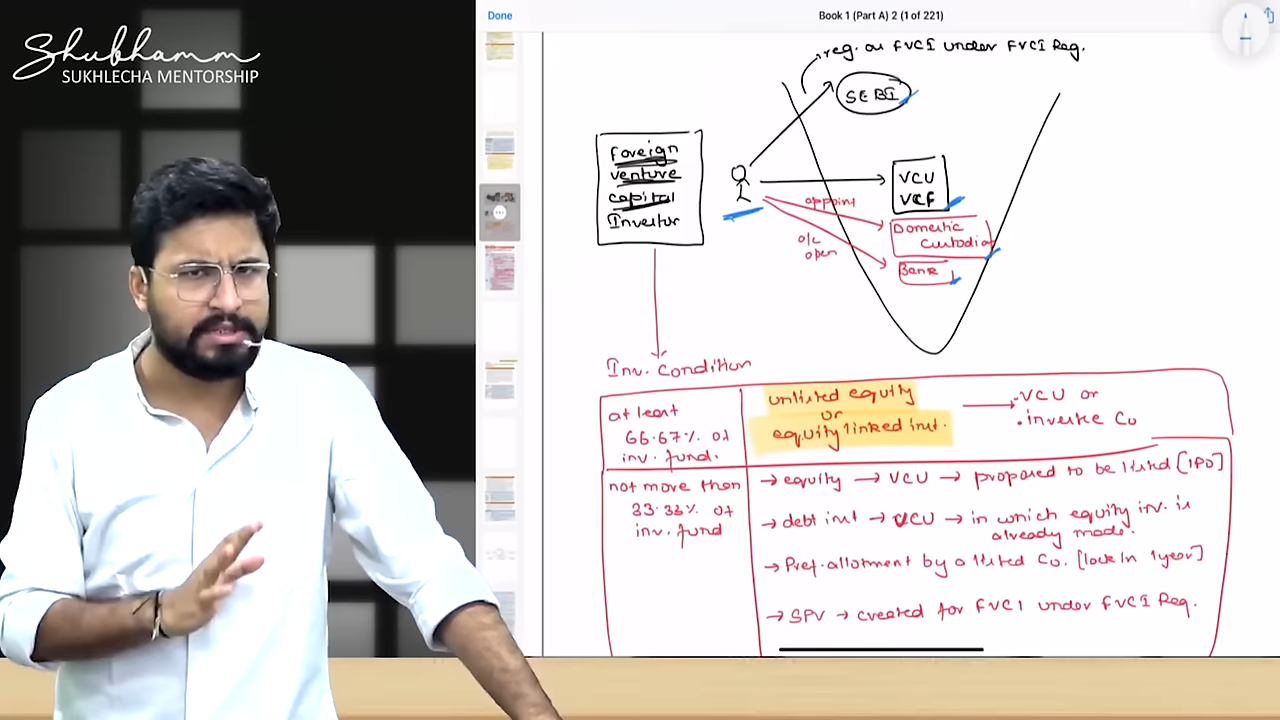 Shubhamm
SUKHLECHA MENTORSHIP
Done
Book 1 (Part A) 2 (1 of 221)
reg. as FVCI under FVCI Reg.
SEBI
Foreign
venture
capital
Investor
VCU
VCF
appoint
Domestic
custodian
a/c
open
Bank
Inv. Condition
at least
66.67% of
inv. fund.
unlisted equity
or
equity linked inst.
VCU or
. investee Co
not more than
33.33% of
inv. fund
→ equity → VCU → proposed to be listed [IPO]
→ debt inst → VCU → in which equity inv. is
already made.
→ Pref. allotment by a listed Co. [lock In 1 year]
→ SPV → created for FVCI under FVCI Reg.